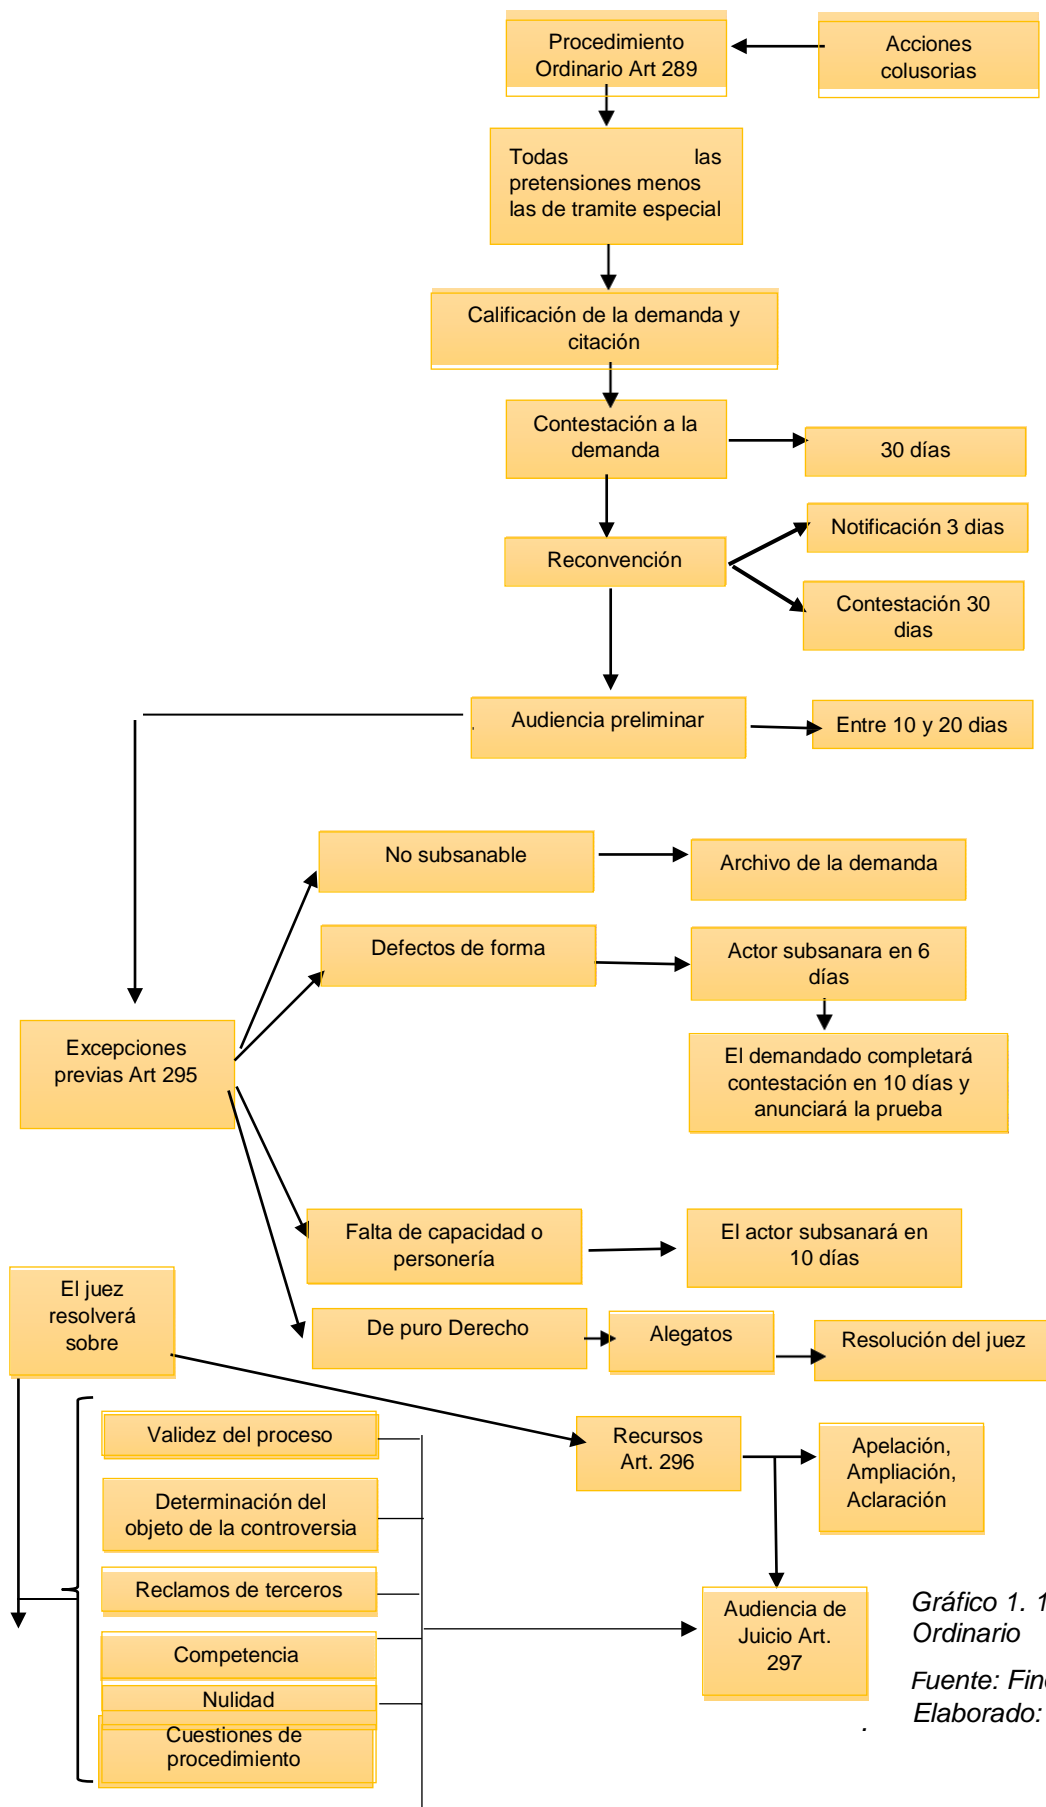 Procedimiento
Ordinario Art 289
Acciones
colusorias
Todas las
pretensiones menos
las de tramite especial
Calificación de la demanda y
citación
Contestación a la
demanda
30 días
Notificación 3 dias
Reconvención
Contestación 30
dias
Audiencia preliminar
Entre 10 y 20 dias
No subsanable
Archivo de la demanda
Defectos de forma
Actor subsanara en 6
días
Excepciones
previas Art 295
El demandado completará
contestación en 10 días y
anunciará la prueba
Falta de capacidad o
personería
El actor subsanará en
10 días
El juez
resolverá
sobre
De puro Derecho
Alegatos
Resolución del juez
Validez del proceso
Recursos
Art. 296
Apelación,
Ampliación,
Aclaración
Determinación del
objeto de la controversia
Reclamos de terceros
Competencia
Nulidad
Cuestiones de
procedimiento
Audiencia de
Juicio Art.
297
Gráfico 1. 1
Ordinario
Fuente:
Elaborado:
.